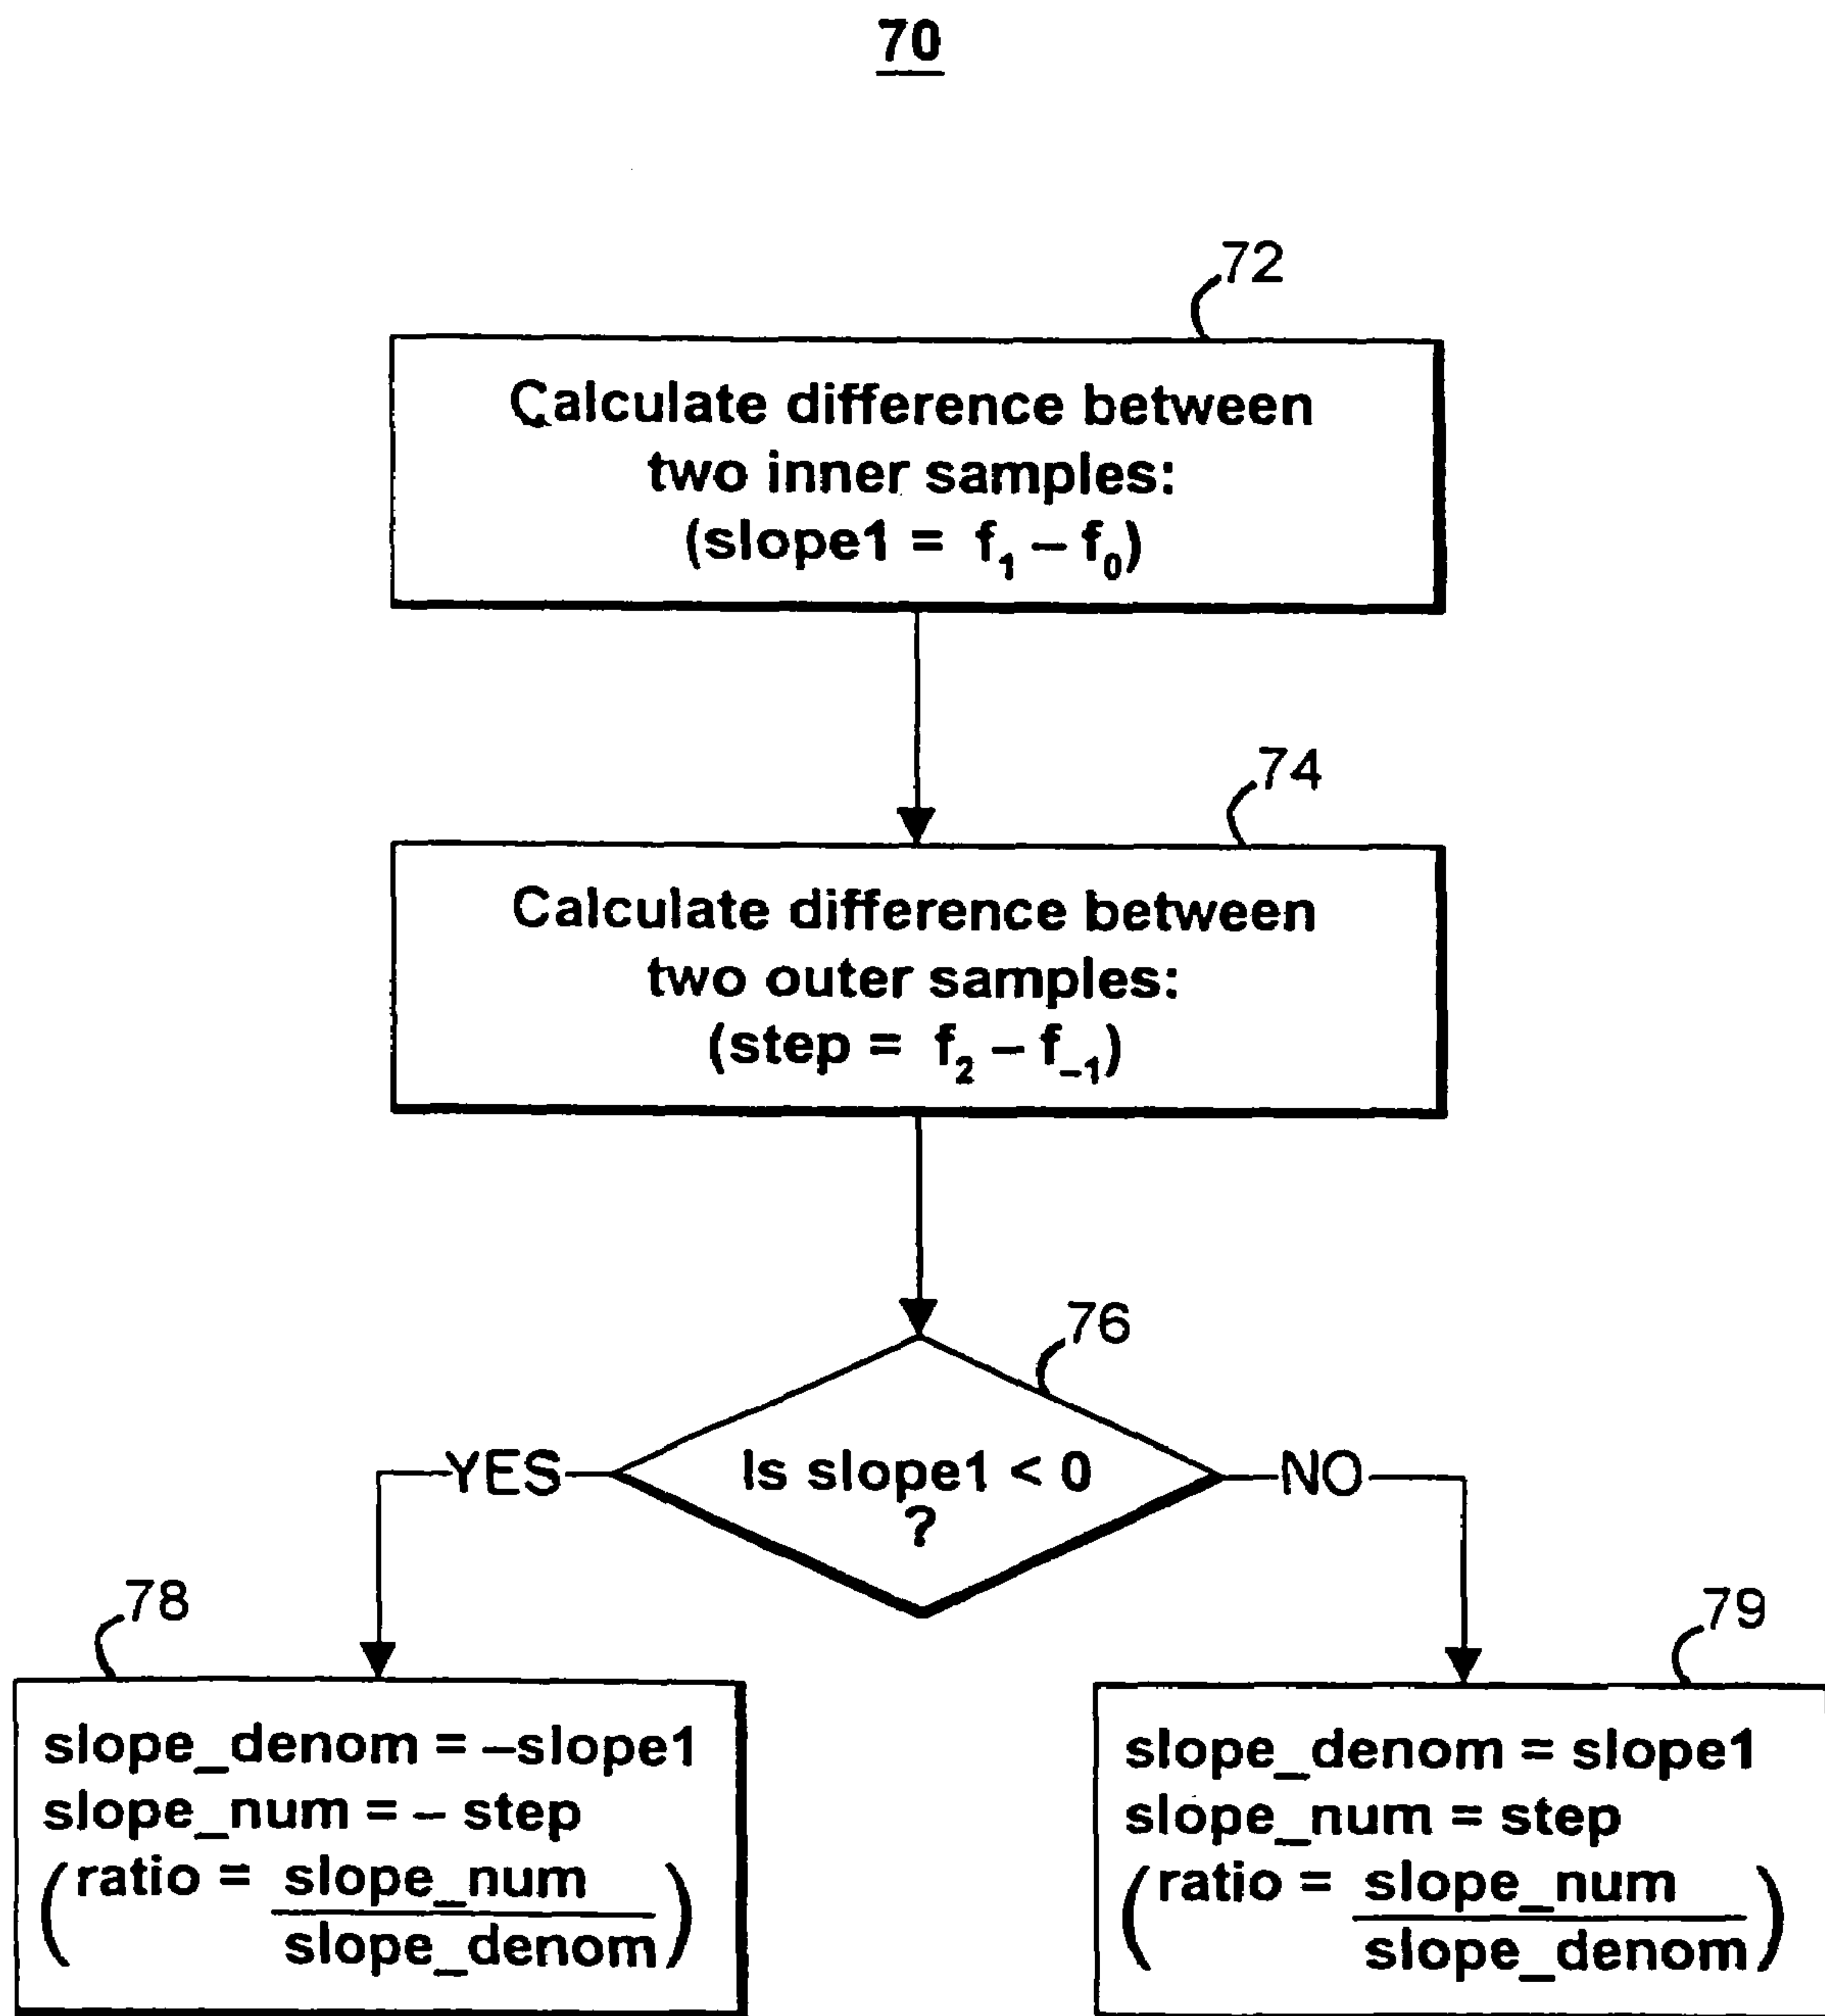 70
72
Calculate difference between
two inner samples:
(slope1 = f₁ – f₀)
74
Calculate difference between
two outer samples:
(step = f₂ – f₋₁)
76
Is slope1 < 0
?
YES
NO
78
slope_denom = –slope1
slope_num = – step
(ratio = slope_num
slope_denom)
79
slope_denom = slope1
slope_num = step
(ratio = slope_num
slope_denom)